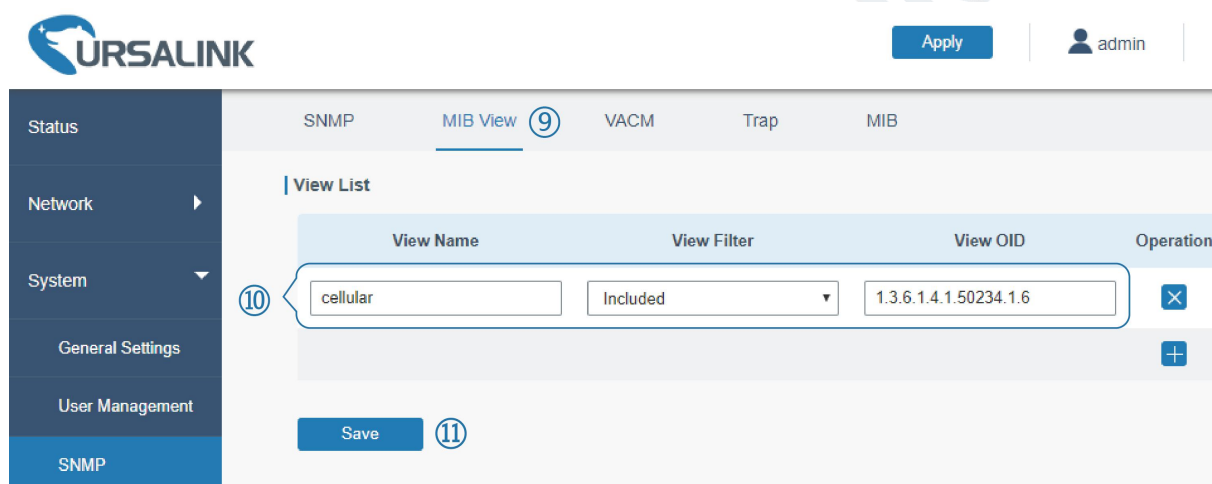 URSALINK
Apply
admin
Status
SNMP MIB View ⑨ VACM Trap MIB
Network
View List
View Name View Filter View OID Operation
System
⑩ cellular Included 1.3.6.1.4.1.50234.1.6
General Settings
User Management
Save ⑪
SNMP